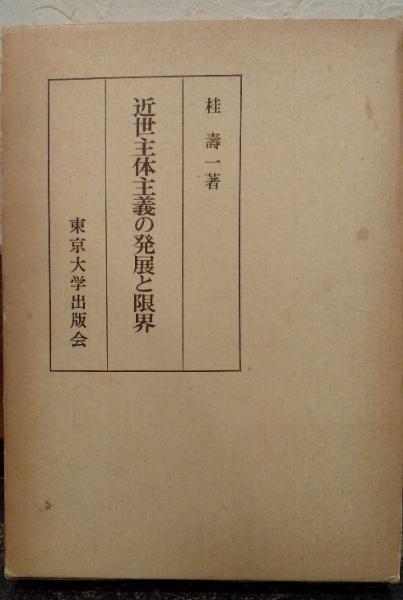 桂 壽一著
近世主体主義の発展と限界
東京大学出版会